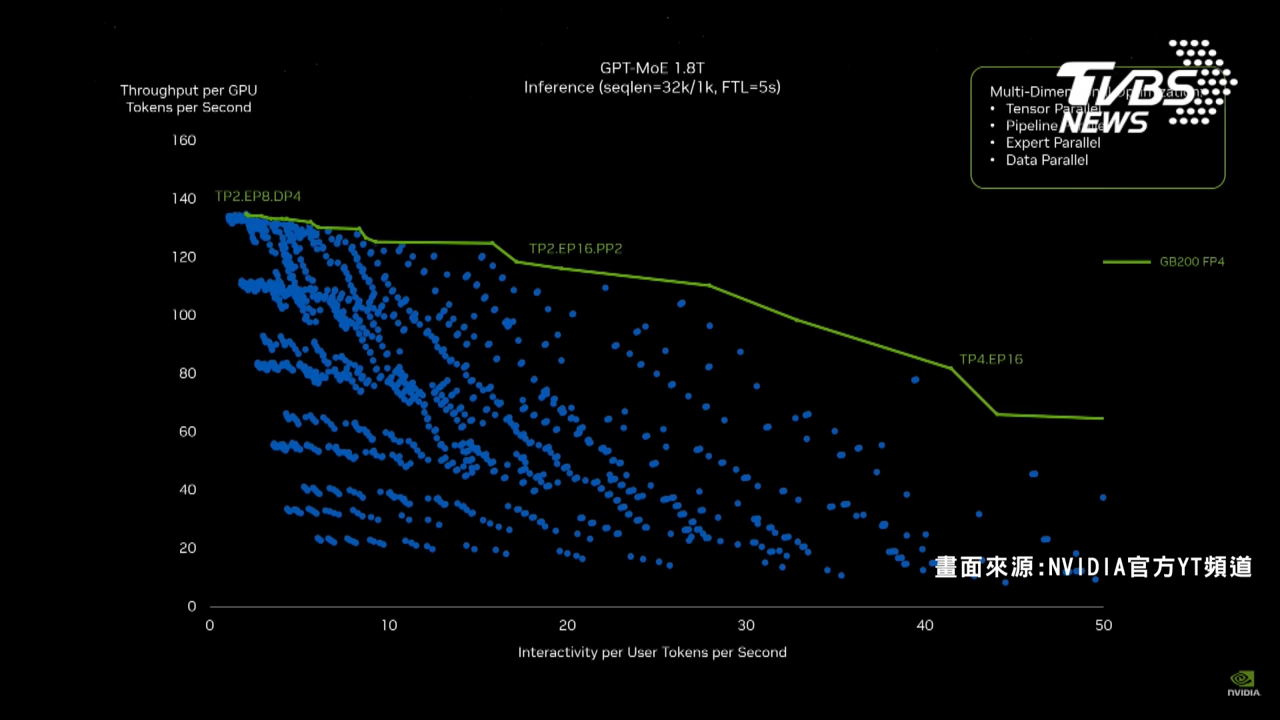 GPT-MoE 1.8T
Inference (seqlen=32k/1k, FTL=5s)
Throughput per GPU
Tokens per Second
TVBS
NEWS
• Tensor Parallel
• Pipeline
• Expert Parallel
• Data Parallel
160
140
120
100
80
60
40
20
0
TP2.EP8.DP4
TP2.EP16.PP2
TP4.EP16
GB200 FP4
畫面來源:NVIDIA官方YT頻道
0
10
20
30
40
50
Interactivity per User Tokens per Second
NVIDIA